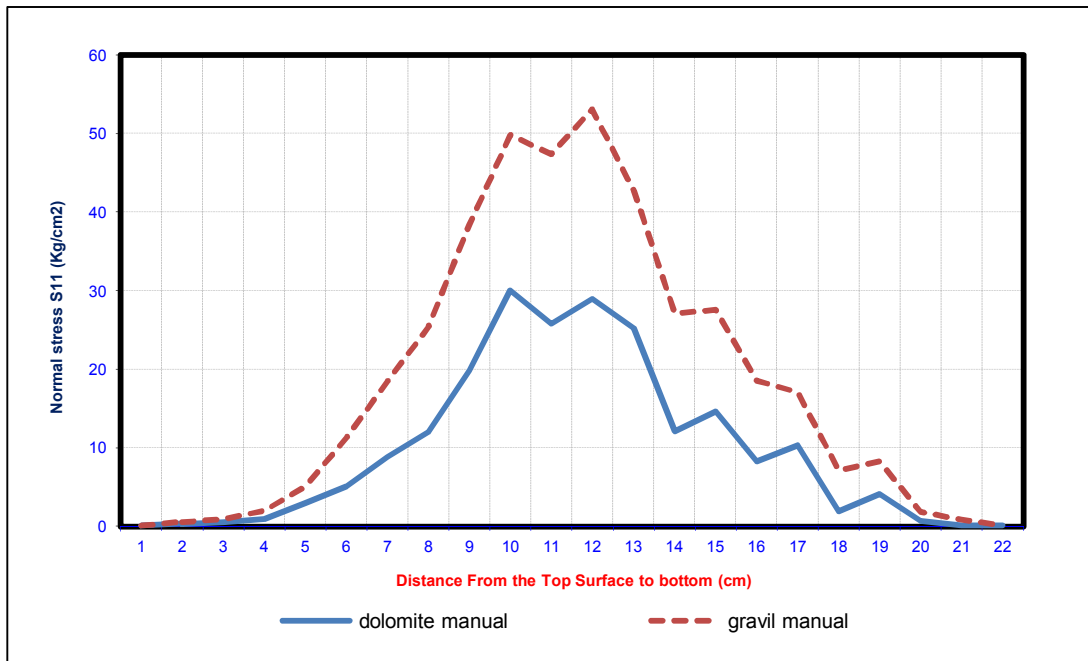 60
50
40
30
20
10
0
Normal stress S11 (Kg/cm2)
1 2 3 4 5 6 7 8 9 10 11 12 13 14 15 16 17 18 19 20 21 22
Distance From the Top Surface to bottom (cm)
dolomite manual gravil manual